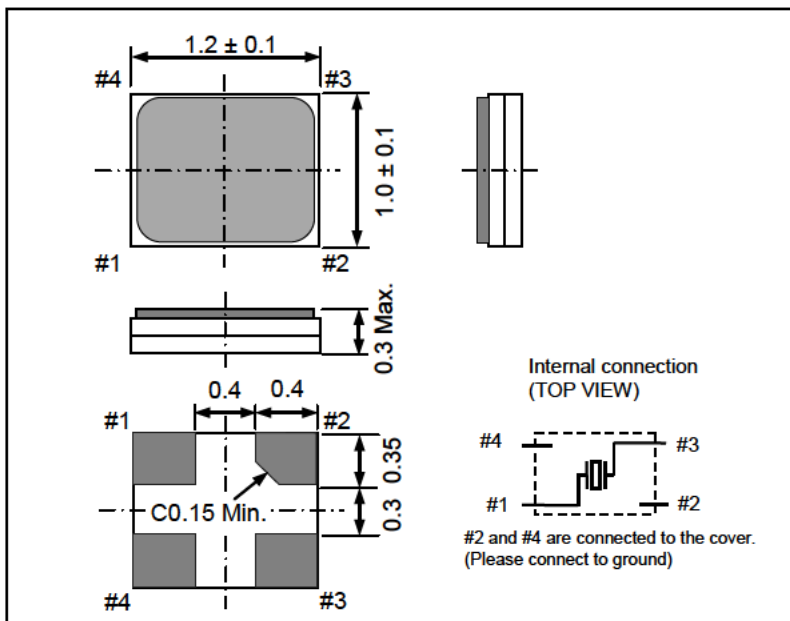 1.2 ± 0.1
#4
#3
1.0 ± 0.1
#1
#2
0.3 Max.
0.4
0.4
#1
#2
0.35
0.3
C0.15 Min.
#4
#3
Internal connection
(TOP VIEW)
#4
#3
#1
#2
#2 and #4 are connected to the cover.
(Please connect to ground)